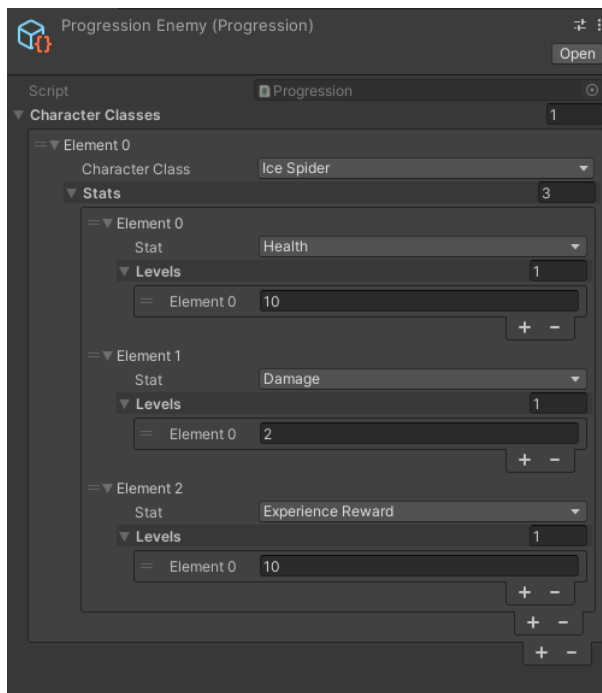 Progression Enemy (Progression)
Open
Script Progression
Character Classes 1
Element 0
Character Class Ice Spider
Stats 3
Element 0
Stat Health
Levels 1
Element 0 10
+ -
Element 1
Stat Damage
Levels 1
Element 0 2
+ -
Element 2
Stat Experience Reward
Levels 1
Element 0 10
+ -
+ -
+ -